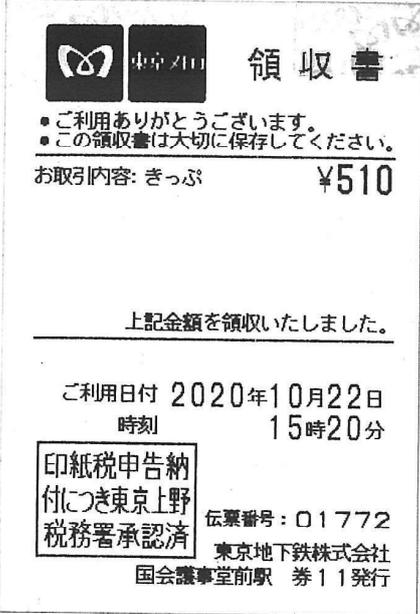 東京メトロ 領収書
●ご利用ありがとうございます。
●この領収書は大切に保存してください。
お取引内容: きっぷ ¥510
上記金額を領収いたしました。
ご利用日付 2020年10月22日
時刻 15時20分
印紙税申告納
付につき東京上野
税務署承認済
伝票番号: 01772
東京地下鉄株式会社
国会議事堂前駅 券11発行